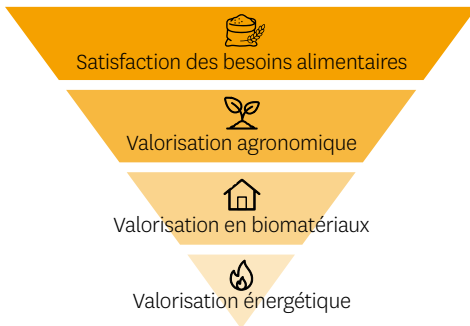 Satisfaction des besoins alimentaires
Valorisation agronomique
Valorisation en biomatériaux
Valorisation énergétique